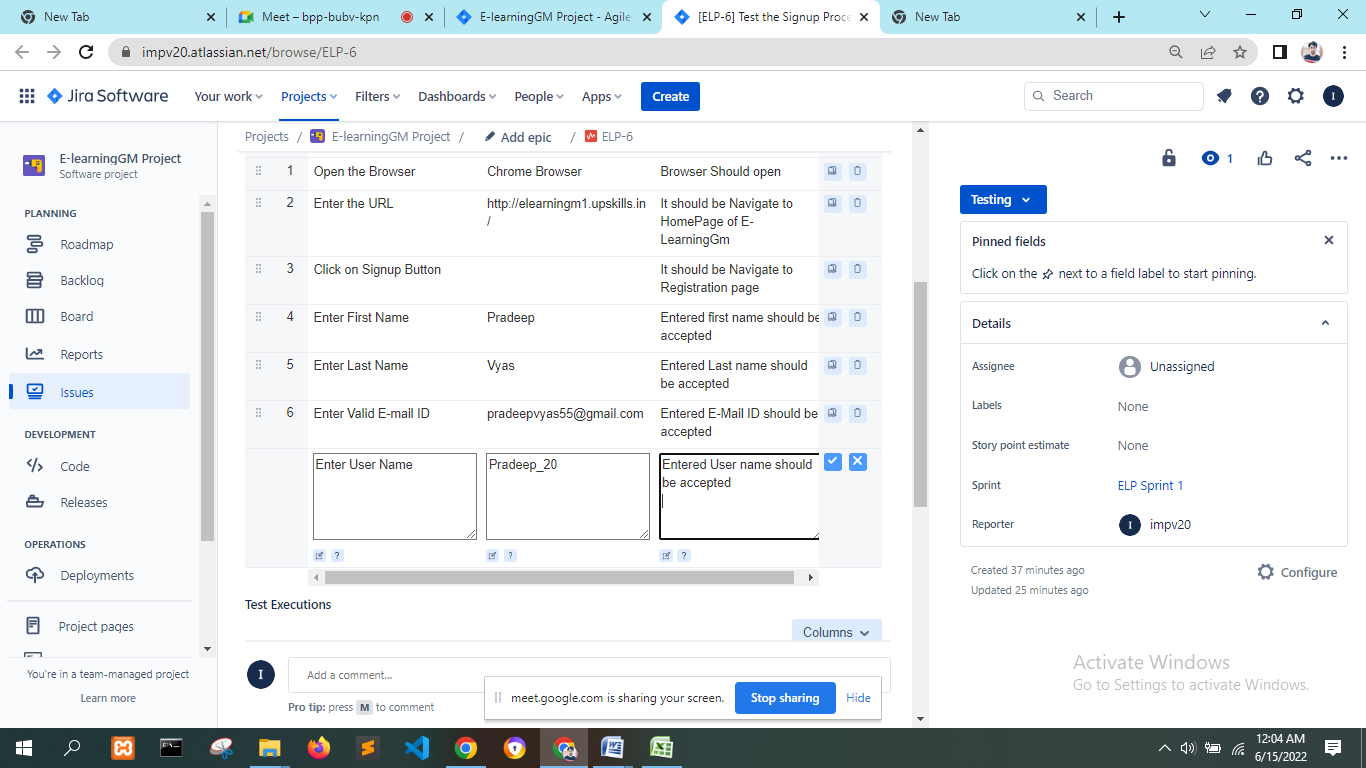 New Tab
Meet – bpp-bubv-kpn
E-learningGM Project - Agile
[ELP-6] Test the Signup Proce
New Tab
impv20.atlassian.net/browse/ELP-6
Jira Software
Your work
Projects
Filters
Dashboards
People
Apps
Create
Search
I
E-learningGM Project
Software project
PLANNING
Roadmap
Backlog
Board
Reports
Issues
DEVELOPMENT
Code
Releases
OPERATIONS
Deployments
Project pages
You're in a team-managed project
Learn more
Projects / E-learningGM Project / Add epic / ELP-6
1 Open the Browser Chrome Browser Browser Should open
2 Enter the URL http://elearningm1.upskills.in It should be Navigate to
/ HomePage of E-
LearningGm
3 Click on Signup Button It should be Navigate to
Registration page
4 Enter First Name Pradeep Entered first name should be
accepted
5 Enter Last Name Vyas Entered Last name should
be accepted
6 Enter Valid E-mail ID pradeepvyas55@gmail.com Entered E-Mail ID should be
accepted
Enter User Name Pradeep_20 Entered User name should
be accepted
? ? ?
Test Executions
Columns
I
Add a comment...
Pro tip: press M to comment
1
Testing
Pinned fields
Click on the next to a field label to start pinning.
Details
Assignee Unassigned
Labels None
Story point estimate None
Sprint ELP Sprint 1
Reporter I impv20
Created 37 minutes ago
Updated 25 minutes ago
Configure
Activate Windows
Go to Settings to activate Windows.
meet.google.com is sharing your screen.
Stop sharing
Hide
12:04 AM
6/15/2022